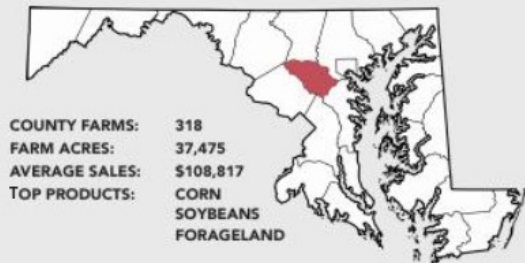 COUNTY FARMS: 318
FARM ACRES: 37,475
AVERAGE SALES: $108,817
TOP PRODUCTS: CORN
SOYBEANS
FORAGELAND